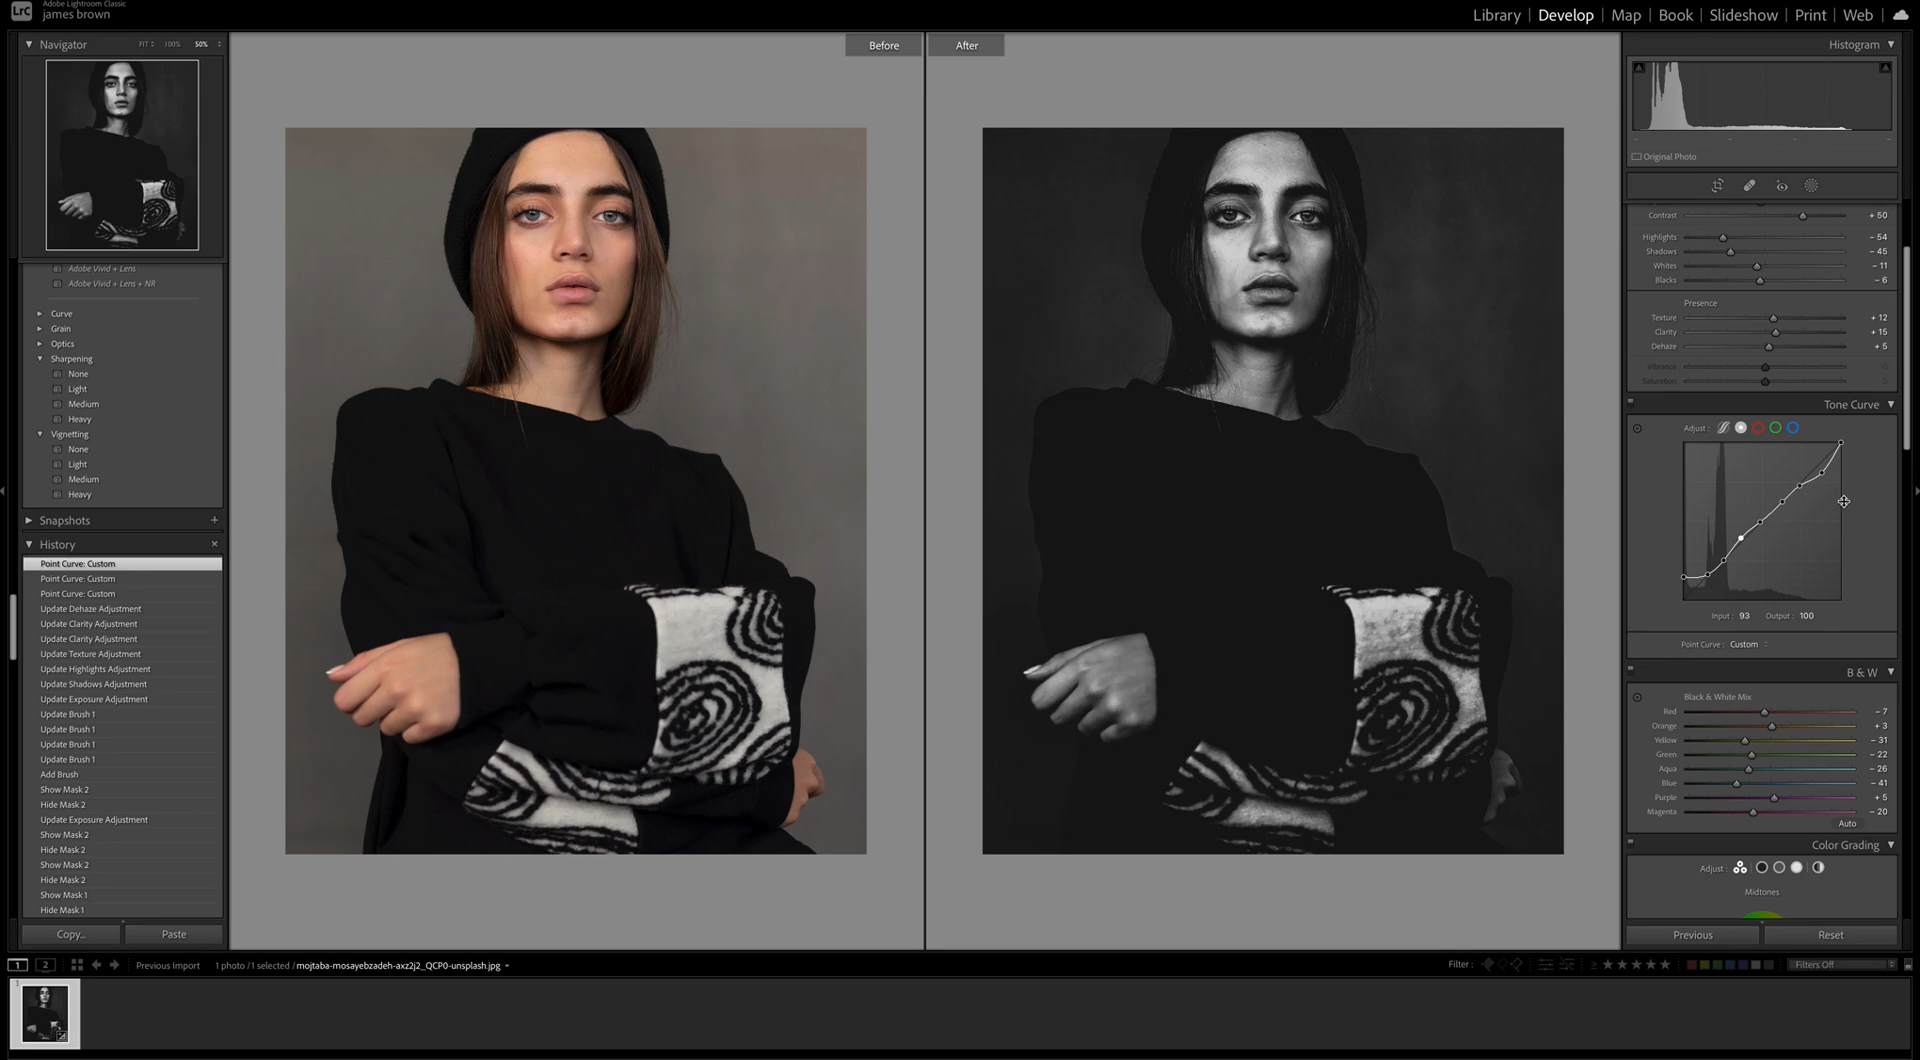 LrC Adobe Lightroom Classic
james brown
Library | Develop | Map | Book | Slideshow | Print | Web
Navigator FIT 100% 50%
Adobe Vivid + Lens
Adobe Vivid + Lens + NR
Curve
Grain
Optics
Sharpening
None
Light
Medium
Heavy
Vignetting
None
Light
Medium
Heavy
Snapshots +
History
Point Curve: Custom
Point Curve: Custom
Point Curve: Custom
Update Dehaze Adjustment
Update Clarity Adjustment
Update Clarity Adjustment
Update Texture Adjustment
Update Highlights Adjustment
Update Shadows Adjustment
Update Exposure Adjustment
Update Brush 1
Update Brush 1
Update Brush 1
Update Brush 1
Add Brush
Show Mask 2
Hide Mask 2
Update Exposure Adjustment
Show Mask 2
Hide Mask 2
Show Mask 2
Hide Mask 2
Show Mask 1
Hide Mask 1
Copy... Paste
Before After
Histogram
Original Photo
Contrast + 50
Highlights − 54
Shadows − 45
Whites − 11
Blacks − 6
Presence
Texture + 12
Clarity + 15
Dehaze + 5
Vibrance 0
Saturation 0
Tone Curve
Adjust :
Input : 93 Output : 100
Point Curve : Custom
B & W
Black & White Mix
Red − 7
Orange + 3
Yellow − 31
Green − 22
Aqua − 26
Blue − 41
Purple + 5
Magenta − 20
Auto
Color Grading
Adjust :
Midtones
Previous Reset
1 2 Previous Import 1 photo / 1 selected / mojtaba-mosayebzadeh-axz2j2_QCP0-unsplash.jpg Filter : ≥ ★ ★ ★ ★ ★ Filters Off
1